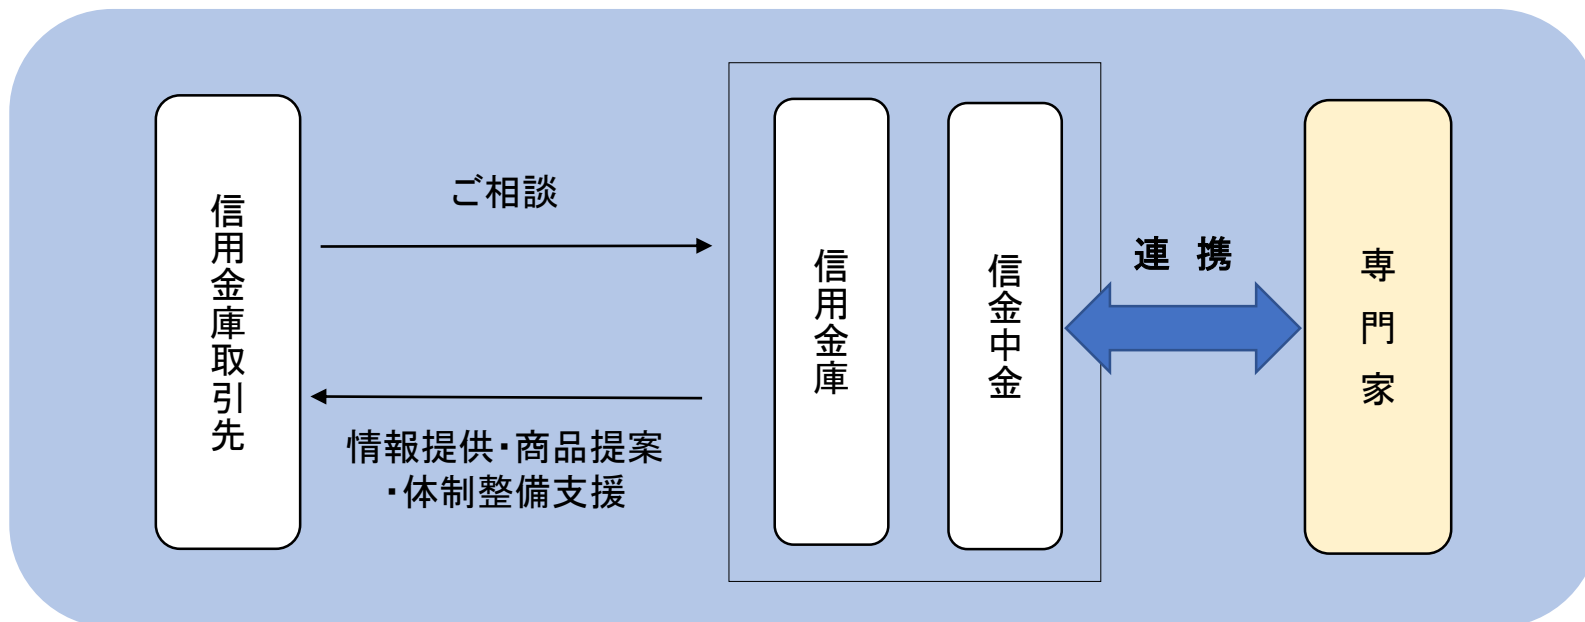 信用金庫取引先
ご相談
情報提供・商品提案
・体制整備支援
信用金庫
信金中金
連　携
専門家